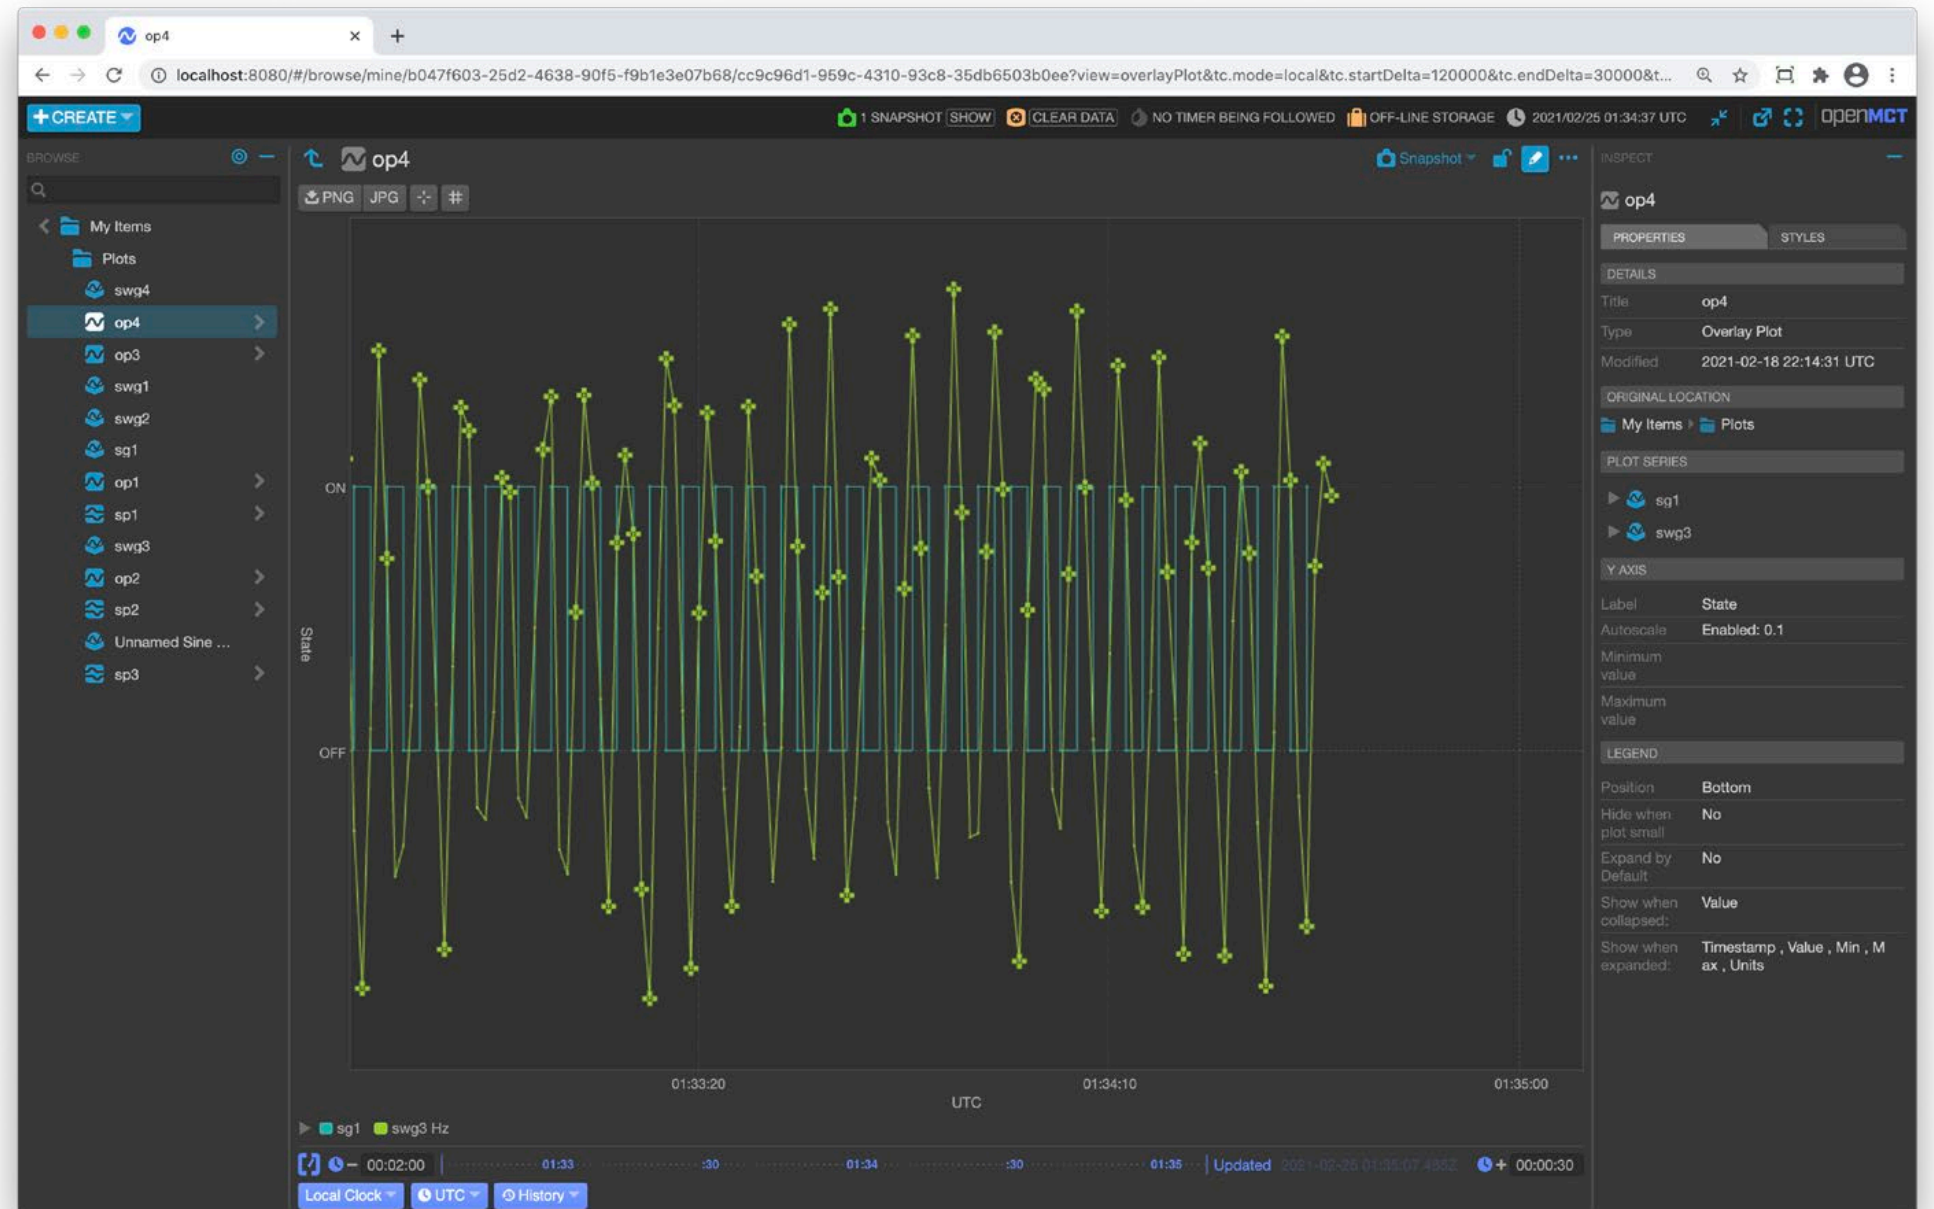 op4
localhost:8080/#/browse/mine/b047f603-25d2-4638-90f5-f9b1e3e07b68/cc9c96d1-959c-4310-93c8-35db6503b0ee?view=overlayPlot&tc.mode=local&tc.startDelta=120000&tc.endDelta=30000&t...
CREATE 1 SNAPSHOT SHOW CLEAR DATA NO TIMER BEING FOLLOWED OFF-LINE STORAGE 2021/02/25 01:34:37 UTC openMCT
BROWSE
My Items
Plots
swg4
op4
op3
swg1
swg2
sg1
op1
sp1
swg3
op2
sp2
Unnamed Sine ...
sp3
op4 Snapshot
PNG JPG
ON
OFF
State
01:33:20 01:34:10 01:35:00
UTC
sg1 swg3 Hz
00:02:00 01:33 :30 01:34 :30 01:35 Updated 00:00:30
Local Clock UTC History
INSPECT
op4
PROPERTIES STYLES
DETAILS
Title op4
Type Overlay Plot
Modified 2021-02-18 22:14:31 UTC
ORIGINAL LOCATION
My Items Plots
PLOT SERIES
sg1
swg3
Y AXIS
Label State
Autoscale Enabled: 0.1
Minimum
value
Maximum
value
LEGEND
Position Bottom
Hide when No
plot small
Expand by No
Default
Show when Value
collapsed:
Show when Timestamp , Value , Min , M
expanded: ax , Units